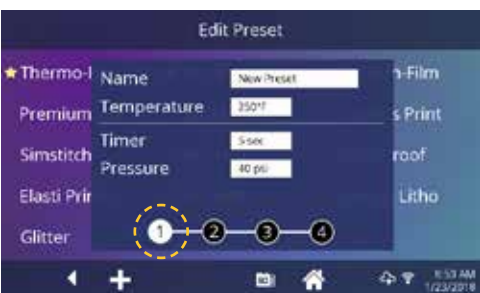 Edit Preset
Thermo-
Name
New Preset
-Film
Temperature
350°F
Premium
s Print
Timer
5 sec
Simstitch
roof
Pressure
40 psi
Elasti Prin
Litho
1
2
3
4
Glitter
8:53 AM
1/23/2018